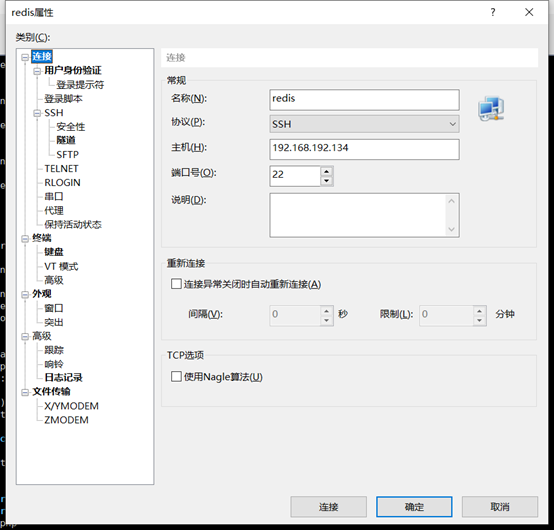 redis属性
类别(C):
连接
用户身份验证
登录提示符
登录脚本
SSH
安全性
隧道
SFTP
TELNET
RLOGIN
串口
代理
保持活动状态
终端
键盘
VT 模式
高级
外观
窗口
突出
高级
跟踪
响铃
日志记录
文件传输
X/YMODEM
ZMODEM
连接
常规
名称(N):
redis
协议(P):
SSH
主机(H):
192.168.192.134
端口号(O):
22
说明(D):
重新连接
连接异常关闭时自动重新连接(A)
间隔(V):
0
秒
限制(L):
0
分钟
TCP选项
使用Nagle算法(U)
连接
确定
取消
php